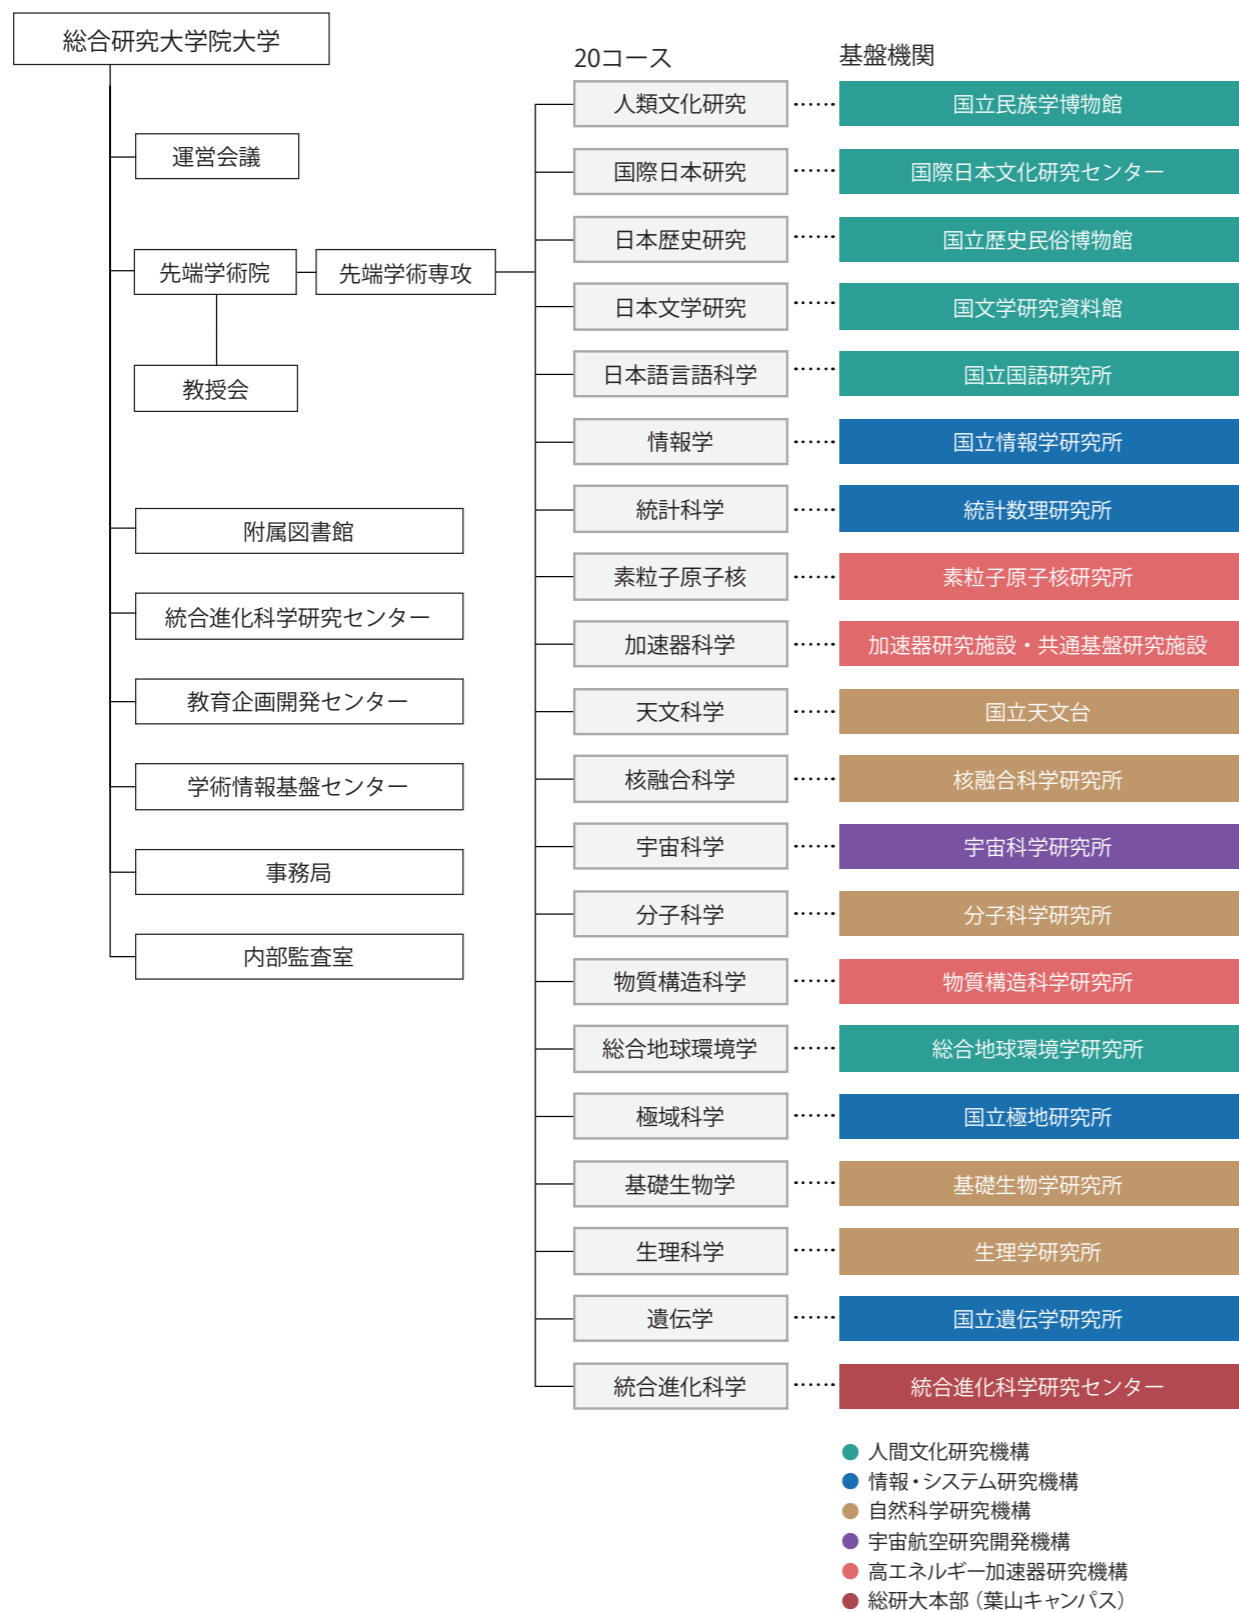 総合研究大学院大学
運営会議
先端学術院
先端学術専攻
教授会
附属図書館
統合進化科学研究センター
教育企画開発センター
学術情報基盤センター
事務局
内部監査室
20コース
基盤機関
人類文化研究 …… 国立民族学博物館
国際日本研究 …… 国際日本文化研究センター
日本歴史研究 …… 国立歴史民俗博物館
日本文学研究 …… 国文学研究資料館
日本語言語科学 …… 国立国語研究所
情報学 …… 国立情報学研究所
統計科学 …… 統計数理研究所
素粒子原子核 …… 素粒子原子核研究所
加速器科学 …… 加速器研究施設・共通基盤研究施設
天文科学 …… 国立天文台
核融合科学 …… 核融合科学研究所
宇宙科学 …… 宇宙科学研究所
分子科学 …… 分子科学研究所
物質構造科学 …… 物質構造科学研究所
総合地球環境学 …… 総合地球環境学研究所
極域科学 …… 国立極地研究所
基礎生物学 …… 基礎生物学研究所
生理科学 …… 生理学研究所
遺伝学 …… 国立遺伝学研究所
統合進化科学 …… 統合進化科学研究センター
● 人間文化研究機構
● 情報・システム研究機構
● 自然科学研究機構
● 宇宙航空研究開発機構
● 高エネルギー加速器研究機構
● 総研大本部（葉山キャンパス）